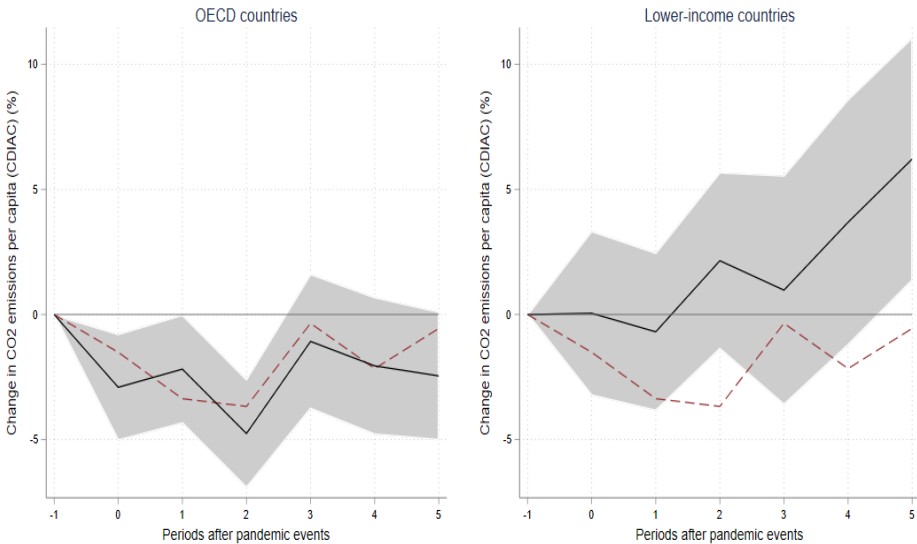 OECD countries
Change in CO2 emissions per capita (CDIAC) (%)
10
5
0
-5
-1 0 1 2 3 4 5
Periods after pandemic events
Lower-income countries
Change in CO2 emissions per capita (CDIAC) (%)
10
5
0
-5
-1 0 1 2 3 4 5
Periods after pandemic events